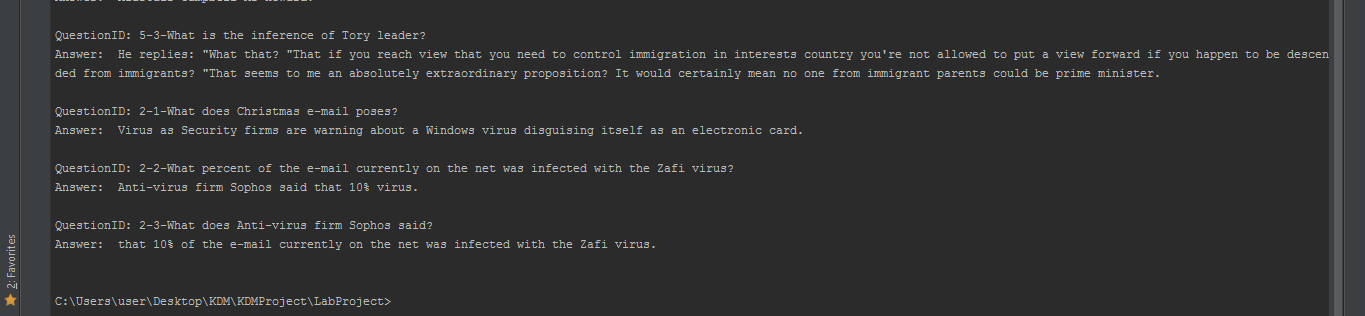 QuestionID: 5-3-What is the inference of Tory leader?
Answer:  He replies: "What that? "That if you reach view that you need to control immigration in interests country you're not allowed to put a view forward if you happen to be descen
ded from immigrants? "That seems to me an absolutely extraordinary proposition? It would certainly mean no one from immigrant parents could be prime minister.
QuestionID: 2-1-What does Christmas e-mail poses?
Answer:  Virus as Security firms are warning about a Windows virus disguising itself as an electronic card.
QuestionID: 2-2-What percent of the e-mail currently on the net was infected with the Zafi virus?
Answer:  Anti-virus firm Sophos said that 10% virus.
QuestionID: 2-3-What does Anti-virus firm Sophos said?
Answer:  that 10% of the e-mail currently on the net was infected with the Zafi virus.
C:\Users\user\Desktop\KDM\KDMProject\LabProject>
2: Favorites